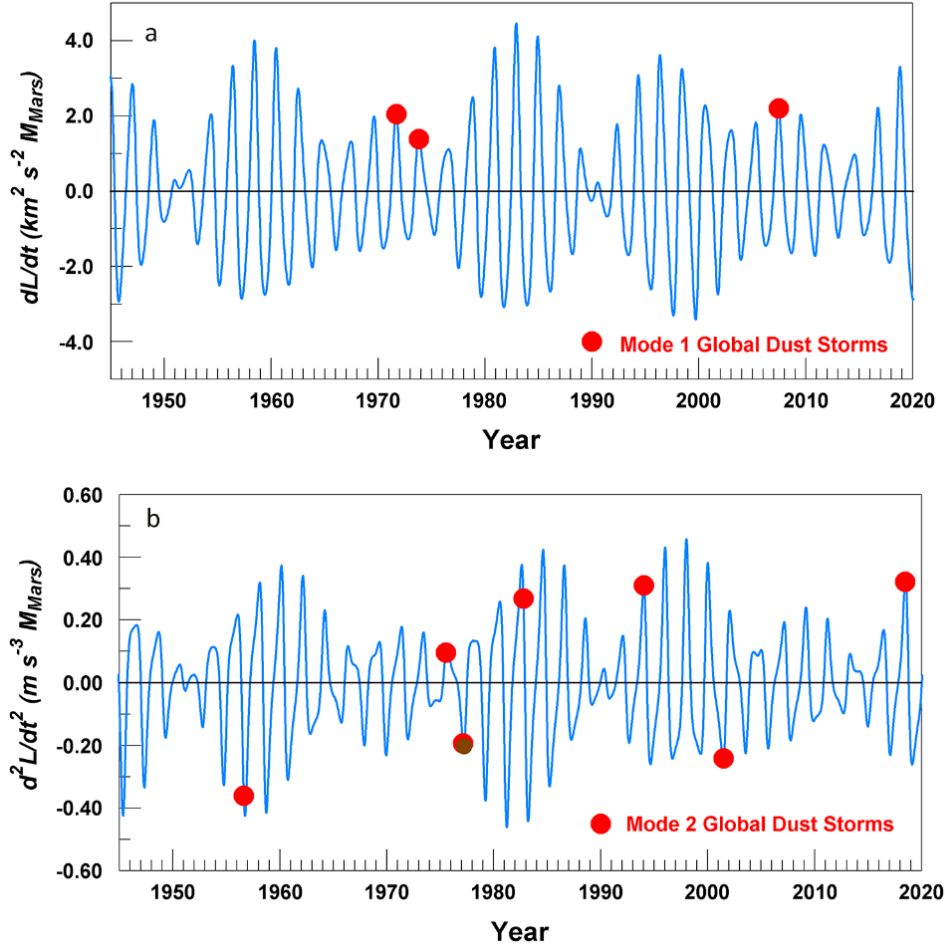 a
dL/dt (km² s⁻² M_Mars)
4.0
2.0
0.0
-2.0
-4.0
Mode 1 Global Dust Storms
1950 1960 1970 1980 1990 2000 2010 2020
Year
b
d²L/dt² (m s⁻³ M_Mars)
0.60
0.40
0.20
0.00
-0.20
-0.40
-0.60
Mode 2 Global Dust Storms
1950 1960 1970 1980 1990 2000 2010 2020
Year